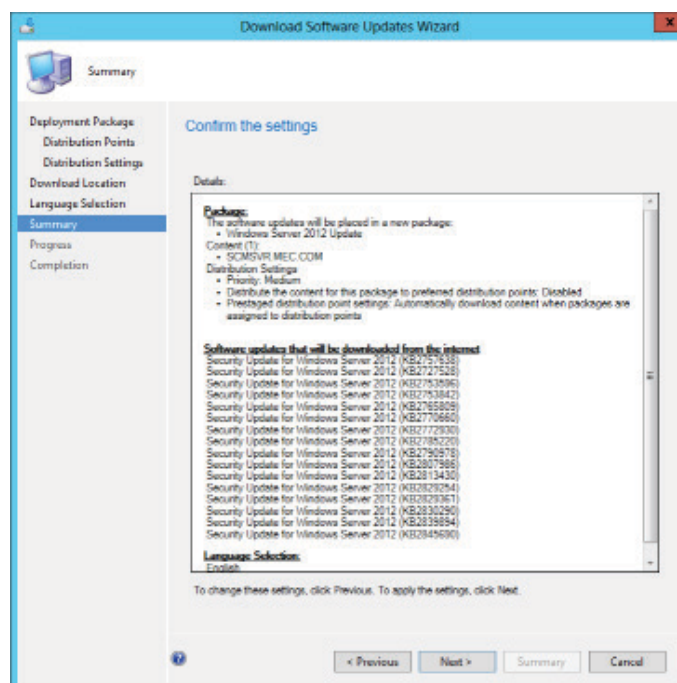 Download Software Updates Wizard
x
Summary
Deployment Package
Distribution Points
Distribution Settings
Download Location
Language Selection
Summary
Progress
Completion
Confirm the settings
Details:
Package:
The software updates will be placed in a new package:
• Windows Server 2012 Update
Content (1):
• SCMSVR.MEC.COM
Distribution Settings
• Priority: Medium
• Distribute the content for this package to preferred distribution points: Disabled
• Prestaged distribution point settings: Automatically download content when packages are
assigned to distribution points
Software updates that will be downloaded from the internet
Security Update for Windows Server 2012 (KB2757638)
Security Update for Windows Server 2012 (KB2727528)
Security Update for Windows Server 2012 (KB2753596)
Security Update for Windows Server 2012 (KB2753842)
Security Update for Windows Server 2012 (KB2765809)
Security Update for Windows Server 2012 (KB2770660)
Security Update for Windows Server 2012 (KB2772930)
Security Update for Windows Server 2012 (KB2785220)
Security Update for Windows Server 2012 (KB2790978)
Security Update for Windows Server 2012 (KB2807986)
Security Update for Windows Server 2012 (KB2813430)
Security Update for Windows Server 2012 (KB2829254)
Security Update for Windows Server 2012 (KB2829361)
Security Update for Windows Server 2012 (KB2830290)
Security Update for Windows Server 2012 (KB2839894)
Security Update for Windows Server 2012 (KB2845690)
Language Selection:
English
To change these settings, click Previous. To apply the settings, click Next.
< Previous
Next >
Summary
Cancel